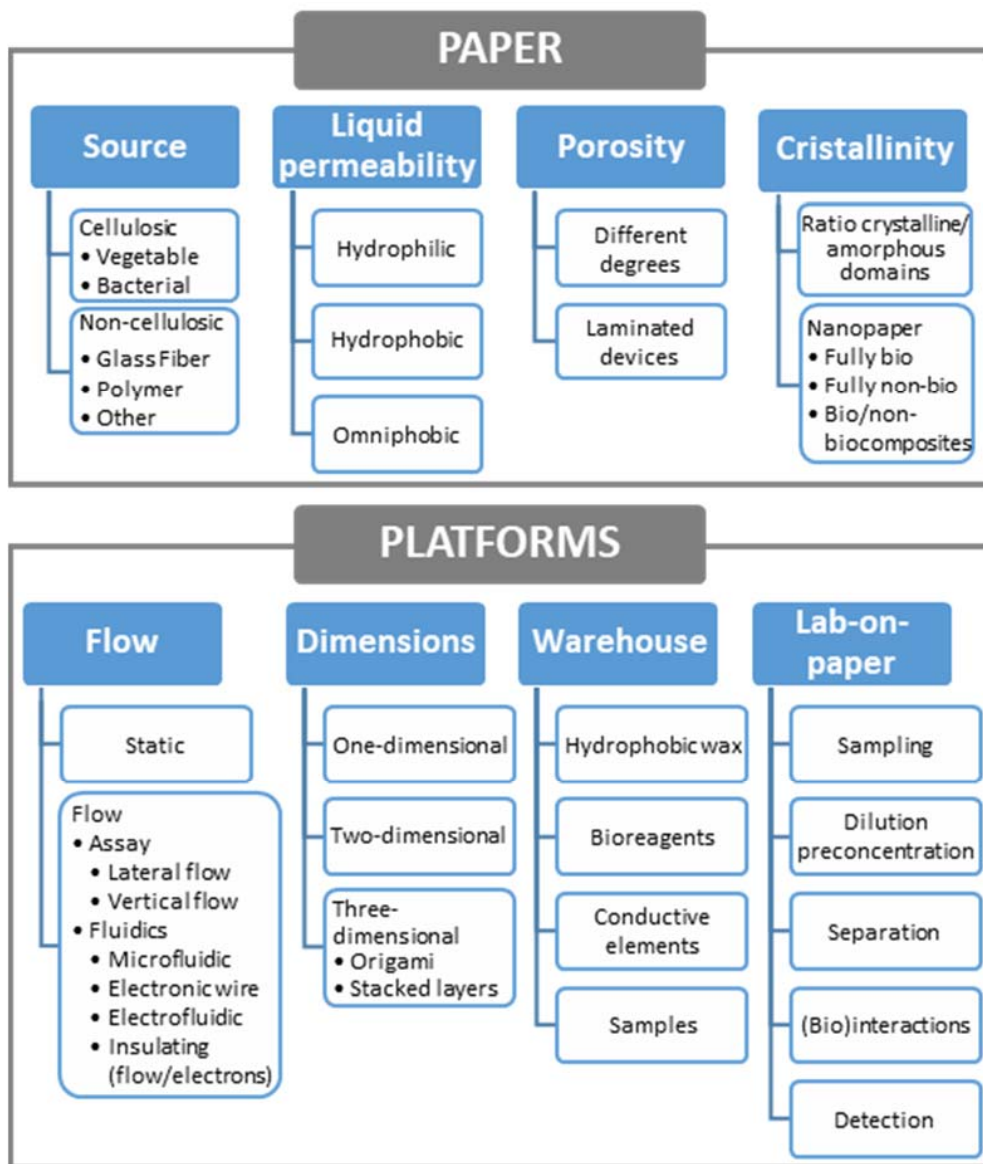 PAPER
Source
Cellulosic
• Vegetable
• Bacterial
Non-cellulosic
• Glass Fiber
• Polymer
• Other
Liquid
permeability
Hydrophilic
Hydrophobic
Omniphobic
Porosity
Different
degrees
Laminated
devices
Cristallinity
Ratio crystalline/
amorphous
domains
Nanopaper
• Fully bio
• Fully non-bio
• Bio/non-
biocomposites
PLATFORMS
Flow
Static
Flow
• Assay
• Lateral flow
• Vertical flow
• Fluidics
• Microfluidic
• Electronic wire
• Electrofluidic
• Insulating
(flow/electrons)
Dimensions
One-dimensional
Two-dimensional
Three-
dimensional
• Origami
• Stacked layers
Warehouse
Hydrophobic wax
Bioreagents
Conductive
elements
Samples
Lab-on-
paper
Sampling
Dilution
preconcentration
Separation
(Bio)interactions
Detection